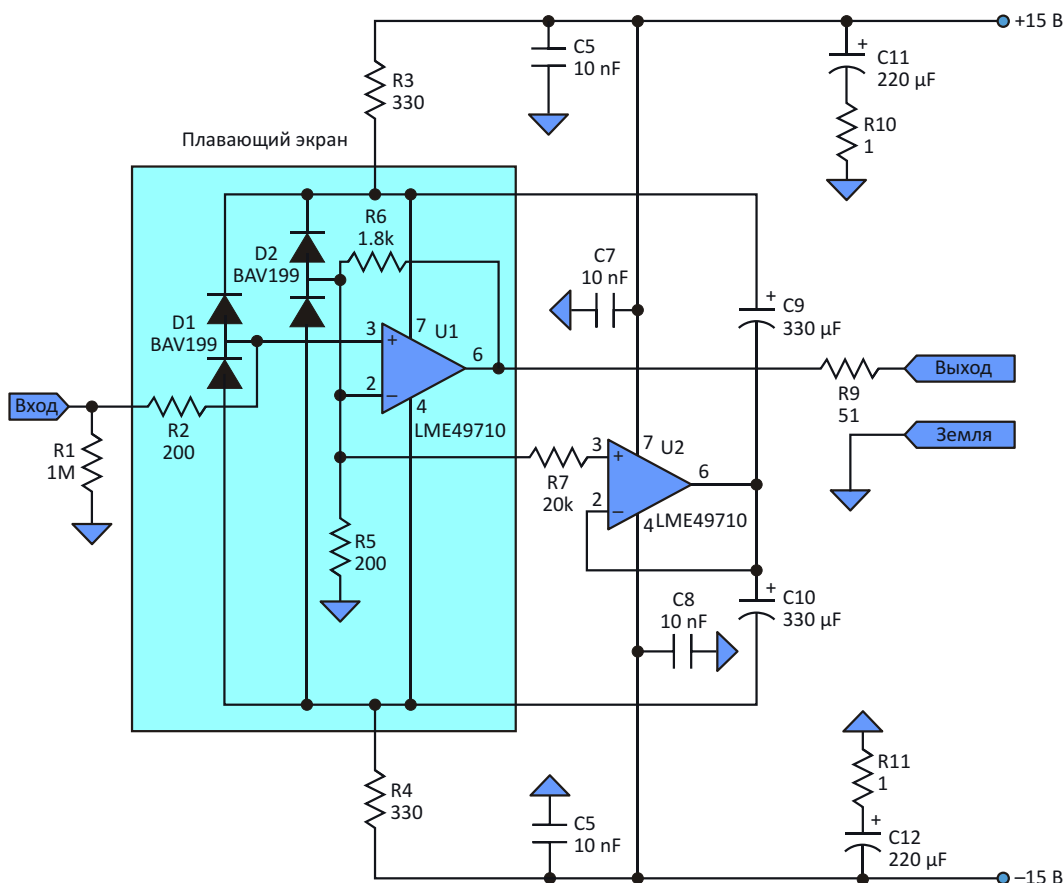 +15 В
C5
10 nF
C11
220 µF
R3
330
R10
1
Плавающий экран
R6
1.8k
D2
BAV199
C7
10 nF
C9
330 µF
D1
BAV199
3
+
7
U1
6
2
–
4
LME49710
Выход
R9
51
Вход
R2
200
R1
1M
Земля
R7
20k
3
+
7
U2
6
2
–
4
LME49710
R5
200
C8
10 nF
+
C10
330 µF
+
+
R4
330
C5
10 nF
R11
1
+
C12
220 µF
–15 В